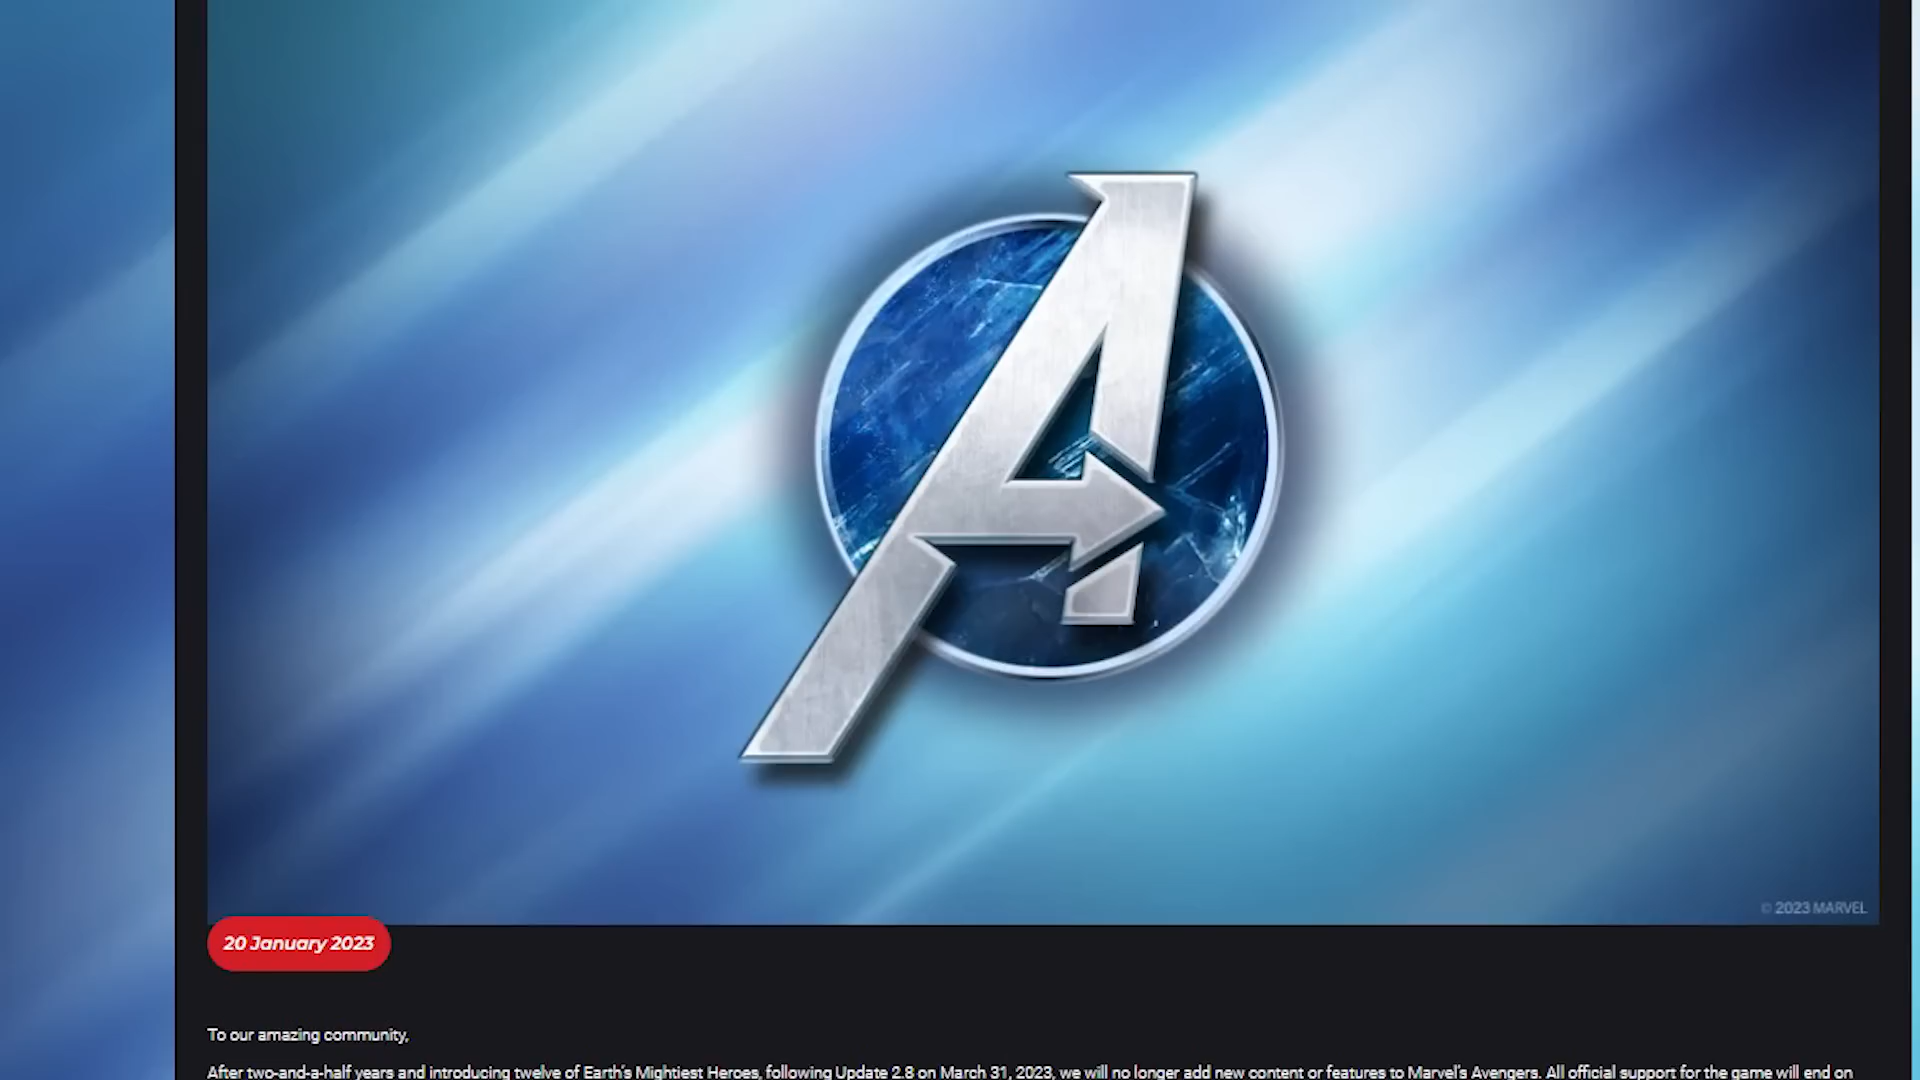 © 2023 MARVEL
20 January 2023
To our amazing community,
After two-and-a-half years and introducing twelve of Earth's Mightiest Heroes, following Update 2.8 on March 31, 2023, we will no longer add new content or features to Marvel's Avengers. All official support for the game will end on